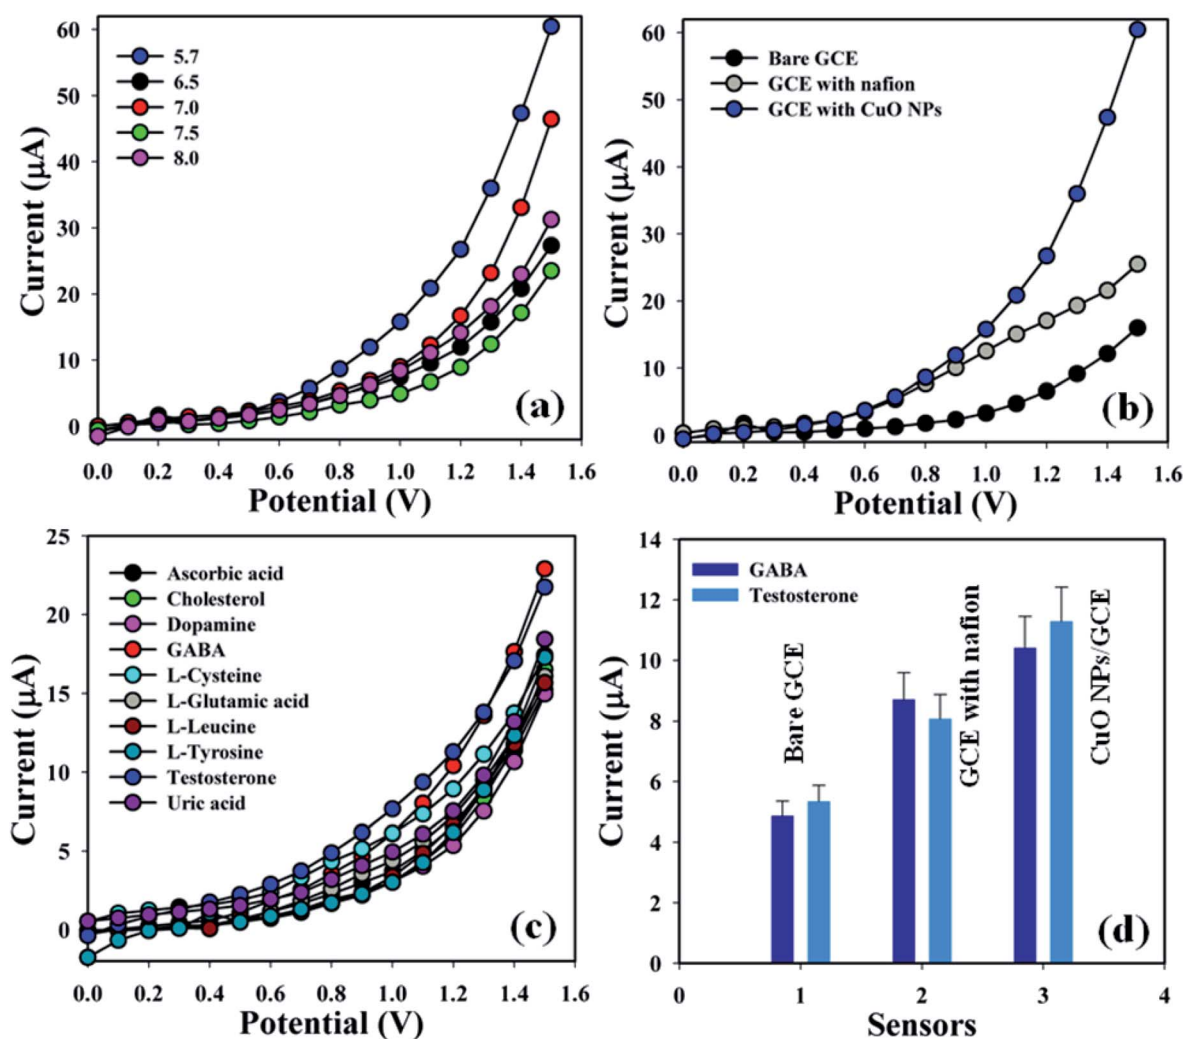 60
50
40
30
20
10
0
Current (µA)
5.7
6.5
7.0
7.5
8.0
(a)
0.0 0.2 0.4 0.6 0.8 1.0 1.2 1.4 1.6
Potential (V)
60
50
40
30
20
10
0
Current (µA)
Bare GCE
GCE with nafion
GCE with CuO NPs
(b)
0.0 0.2 0.4 0.6 0.8 1.0 1.2 1.4 1.6
Potential (V)
25
20
15
10
5
0
Current (µA)
Ascorbic acid
Cholesterol
Dopamine
GABA
L-Cysteine
L-Glutamic acid
L-Leucine
L-Tyrosine
Testosterone
Uric acid
(c)
0.0 0.2 0.4 0.6 0.8 1.0 1.2 1.4 1.6
Potential (V)
14
12
10
8
6
4
2
0
Current (µA)
GABA
Testosterone
Bare GCE
GCE with nafion
CuO NPs/GCE
(d)
0 1 2 3 4
Sensors